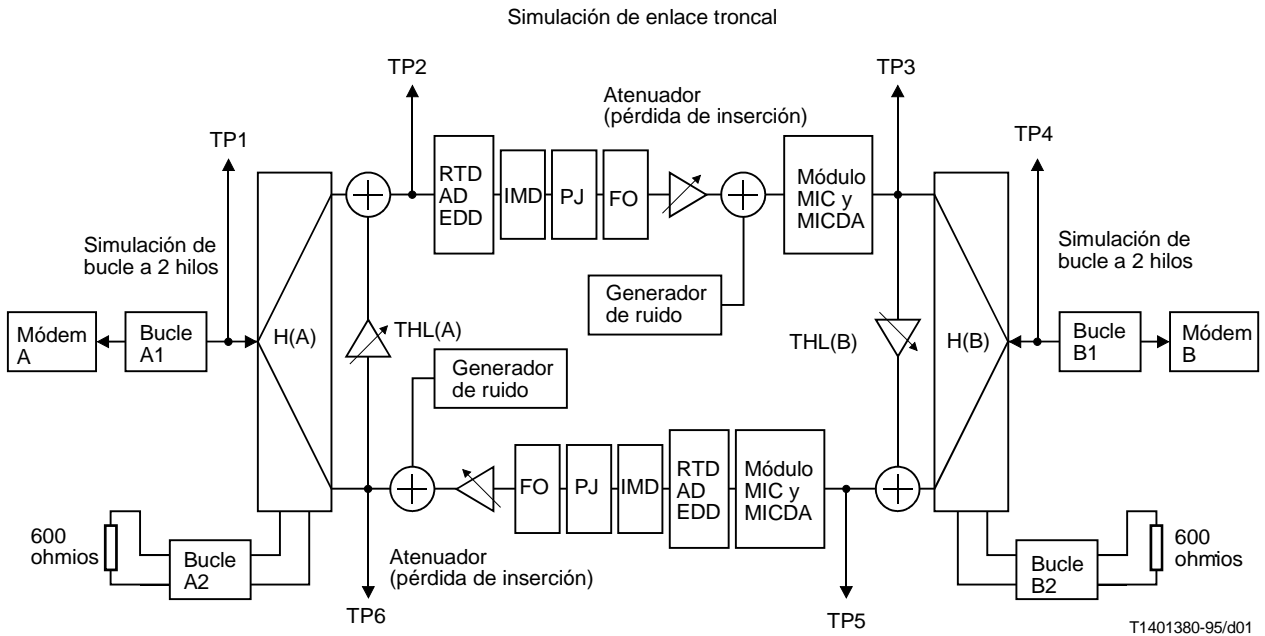 Simulación de enlace troncal
TP2
TP3
Atenuador
(pérdida de inserción)
TP1
TP4
RTD
AD
EDD
IMD
PJ
FO
Módulo
MIC y
MICDA
Simulación de
bucle a 2 hilos
Simulación de
bucle a 2 hilos
Generador
de ruido
Módem
A
Bucle
A1
H(A)
THL(A)
THL(B)
H(B)
Bucle
B1
Módem
B
Generador
de ruido
FO
PJ
IMD
RTD
AD
EDD
Módulo
MIC y
MICDA
600
ohmios
Bucle
A2
Atenuador
(pérdida de inserción)
Bucle
B2
600
ohmios
TP6
TP5
T1401380-95/d01